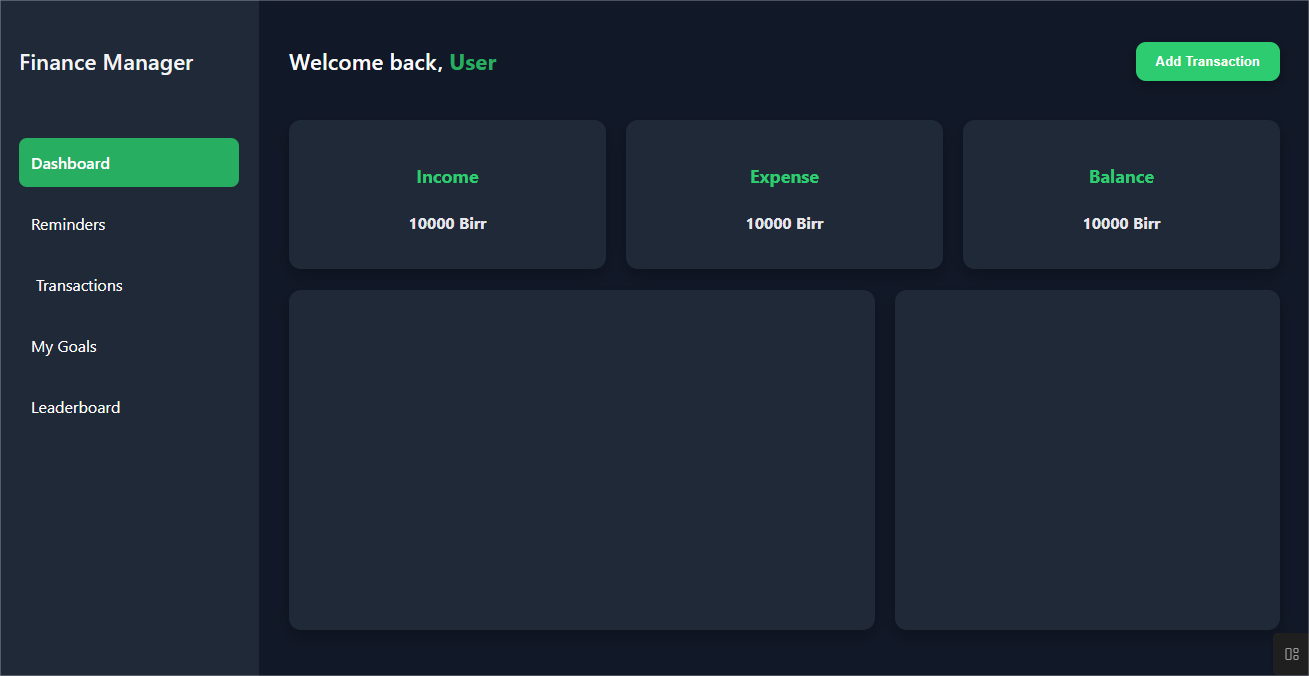 Finance Manager
Dashboard
Reminders
Transactions
My Goals
Leaderboard
Welcome back, User
Add Transaction
Income
10000 Birr
Expense
10000 Birr
Balance
10000 Birr